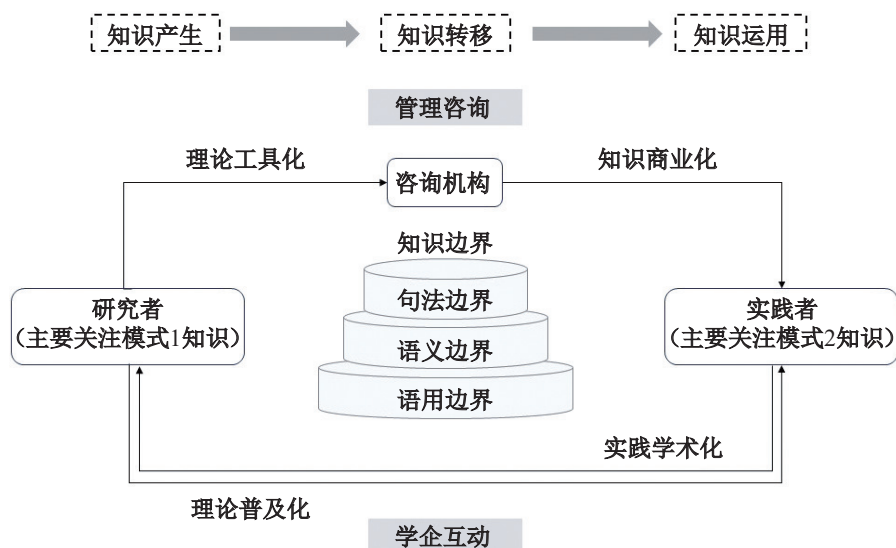 知识产生
知识转移
知识运用
管理咨询
理论工具化
咨询机构
知识商业化
知识边界
句法边界
语义边界
语用边界
研究者
（主要关注模式1知识）
实践者
（主要关注模式2知识）
实践学术化
理论普及化
学企互动